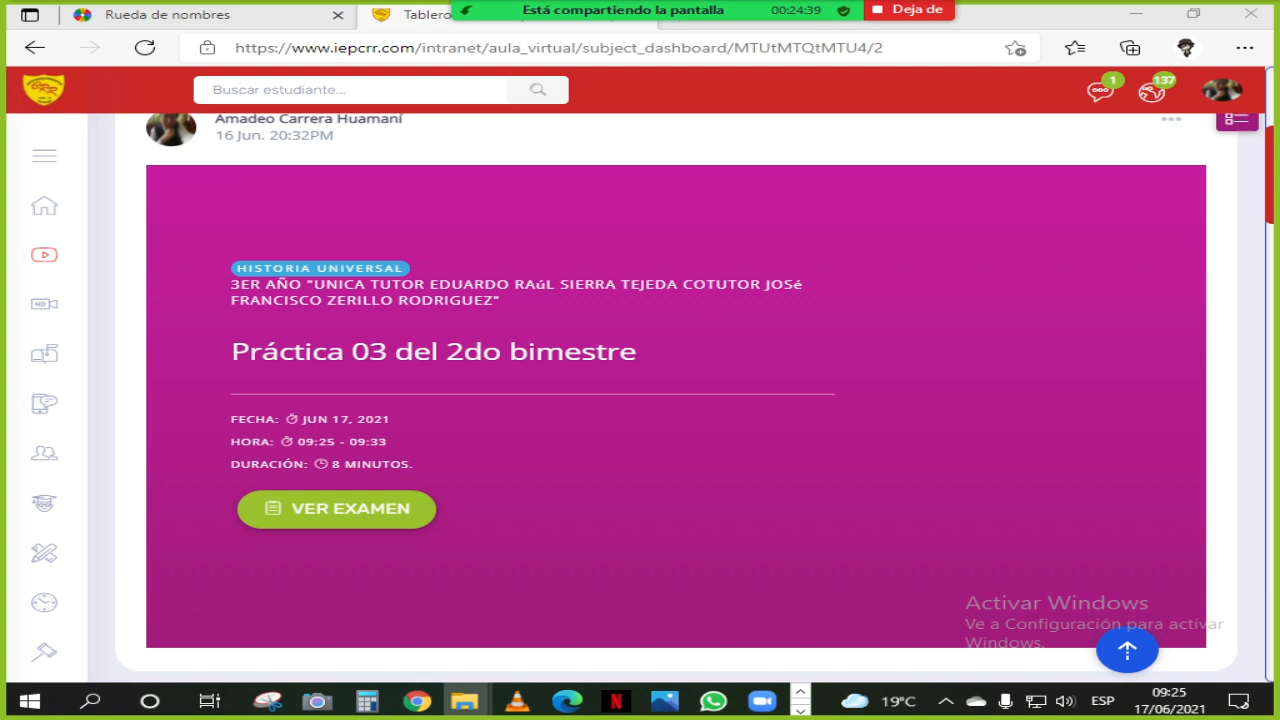 Rueda de nombres
Tablero
Está compartiendo la pantalla
00:24:39
Deja de
https://www.iepcrr.com/intranet/aula_virtual/subject_dashboard/MTUtMTQtMTU4/2
Buscar estudiante...
1
137
Amadeo Carrera Huamaní
16 Jun. 20:32PM
HISTORIA UNIVERSAL
3ER AÑO "UNICA TUTOR EDUARDO RAúL SIERRA TEJEDA COTUTOR JOSé
FRANCISCO ZERILLO RODRIGUEZ"
Práctica 03 del 2do bimestre
FECHA: JUN 17, 2021
HORA: 09:25 - 09:33
DURACIÓN: 8 MINUTOS.
VER EXAMEN
HD
Activar Windows
Ve a Configuración para activar
Windows.
19°C
ESP
09:25
17/06/2021